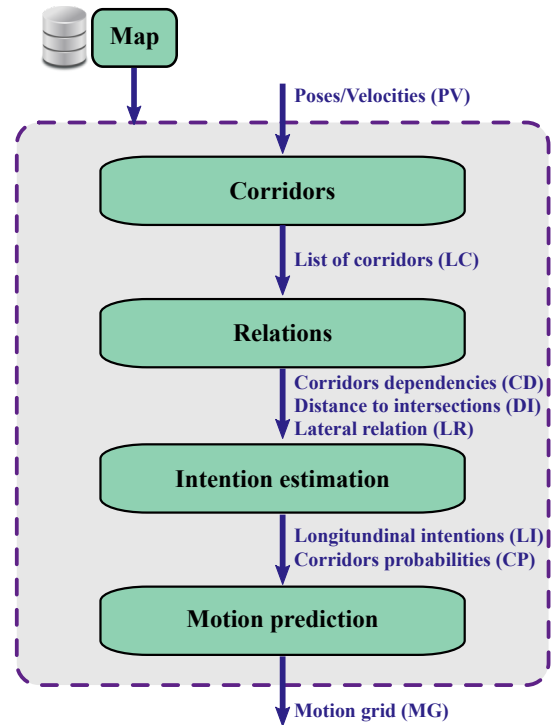 Map
Poses/Velocities (PV)
Corridors
List of corridors (LC)
Relations
Corridors dependencies (CD)
Distance to intersections (DI)
Lateral relation (LR)
Intention estimation
Longitundinal intentions (LI)
Corridors probabilities (CP)
Motion prediction
Motion grid (MG)